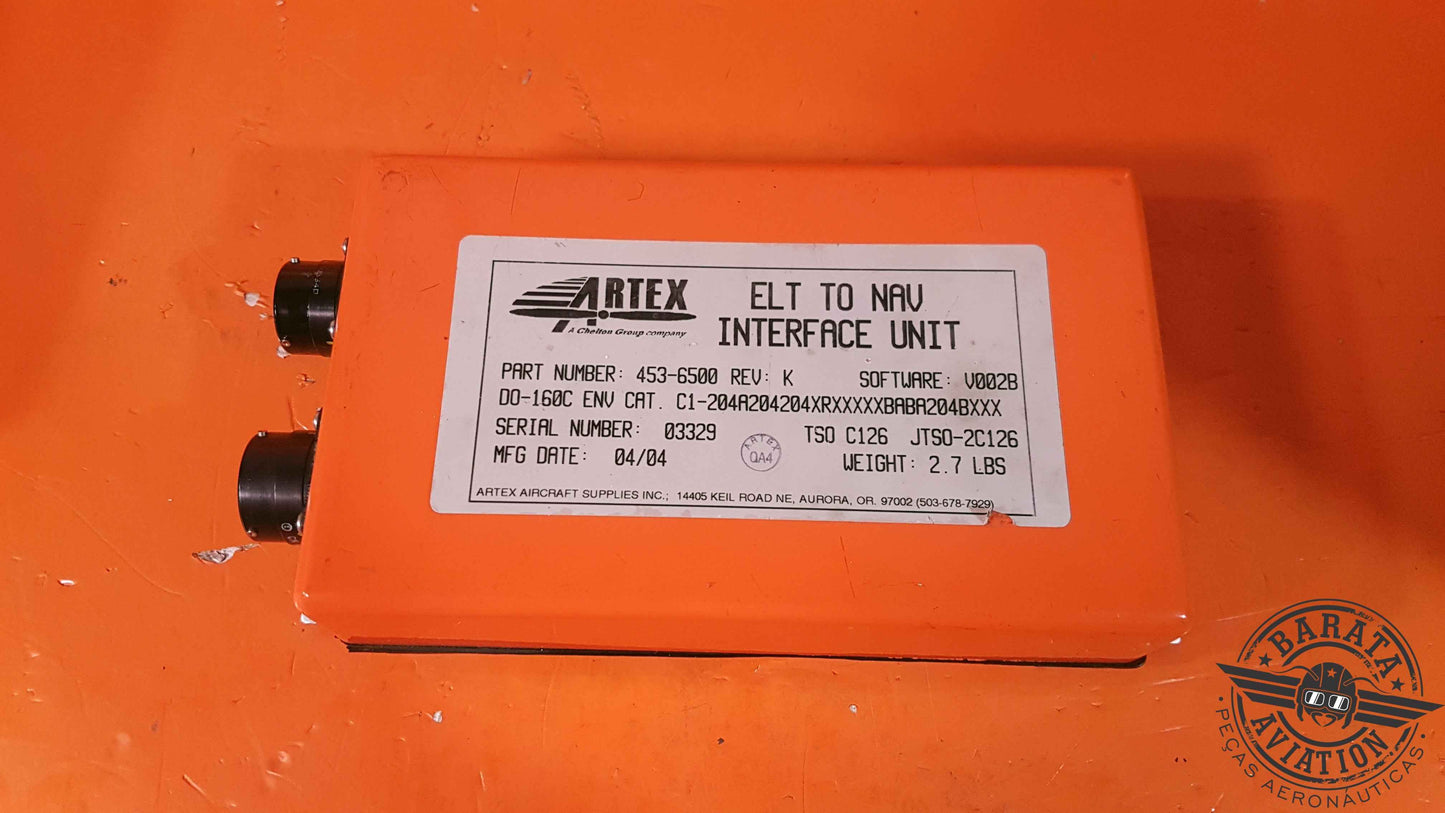 ARTEX
A Chelton Group company
ELT TO NAV
INTERFACE UNIT
PART NUMBER: 453-6500 REV: K SOFTWARE: V002B
DO-160C ENV CAT. C1-204A204204XRXXXXXBABA204BXXX
SERIAL NUMBER: 03329 TSO C126 JTSO-2C126
MFG DATE: 04/04 WEIGHT: 2.7 LBS
ARTEX
QA4
ARTEX AIRCRAFT SUPPLIES INC.; 14405 KEIL ROAD NE, AURORA, OR. 97002 (503-678-7929)
BARATA
AVIATION
PEÇAS AERONÁUTICAS